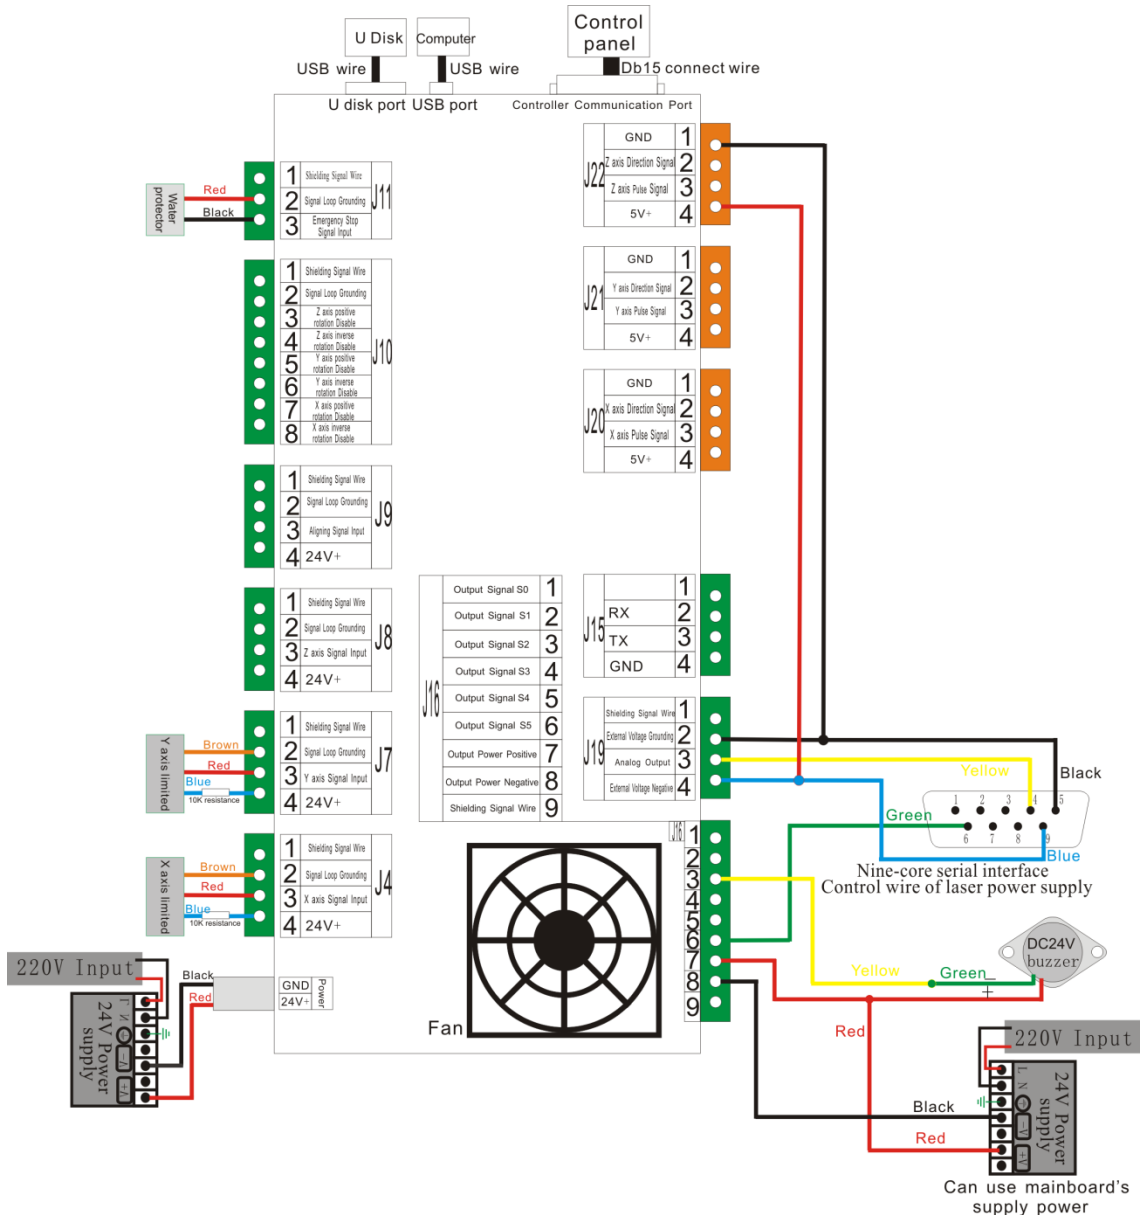 U Disk
Computer
Control
panel
USB wire
USB wire
Db15 connect wire
U disk port
USB port
Controller Communication Port
Water
protector
Red
Black
1
Shielding Signal Wire
2
Signal Loop Grounding
3
Emergency Stop
Signal Input
J11
1
Shielding Signal Wire
2
Signal Loop Grounding
3
Z axis positive
rotation Disable
4
Z axis inverse
rotation Disable
5
Y axis positive
rotation Disable
6
Y axis inverse
rotation Disable
7
X axis positive
rotation Disable
8
X axis inverse
rotation Disable
J10
1
Shielding Signal Wire
2
Signal Loop Grounding
3
Aligning Signal Input
4
24V+
J9
1
Shielding Signal Wire
2
Signal Loop Grounding
3
Z axis Signal Input
4
24V+
J8
Y axis limited
Brown
Red
Blue
10K resistance
1
Shielding Signal Wire
2
Signal Loop Grounding
3
Y axis Signal Input
4
24V+
J7
X axis limited
Brown
Red
Blue
10K resistance
1
Shielding Signal Wire
2
Signal Loop Grounding
3
X axis Signal Input
4
24V+
J4
220V Input
Black
Red
GND
24V+
Power
L
N
-V
+V
24V Power
supply
J22
GND
1
Z axis Direction Signal
2
Z axis Pulse Signal
3
5V+
4
J21
GND
1
Y axis Direction Signal
2
Y axis Pulse Signal
3
5V+
4
J20
GND
1
X axis Direction Signal
2
X axis Pulse Signal
3
5V+
4
J16
Output Signal S0
1
Output Signal S1
2
Output Signal S2
3
Output Signal S3
4
Output Signal S4
5
Output Signal S5
6
Output Power Positive
7
Output Power Negative
8
Shielding Signal Wire
9
J15
1
RX
2
TX
3
GND
4
J19
Shielding Signal Wire
1
External Voltage Grounding
2
Analog Output
3
External Voltage Negative
4
J16
1
2
3
4
5
6
7
8
9
Fan
Yellow
Black
Green
Blue
1
2
3
4
5
6
7
8
9
Nine-core serial interface
Control wire of laser power supply
DC24V
buzzer
Yellow
Green
−
+
Red
220V Input
Black
Red
L
N
-V
+V
24V Power
supply
Can use mainboard's
supply power